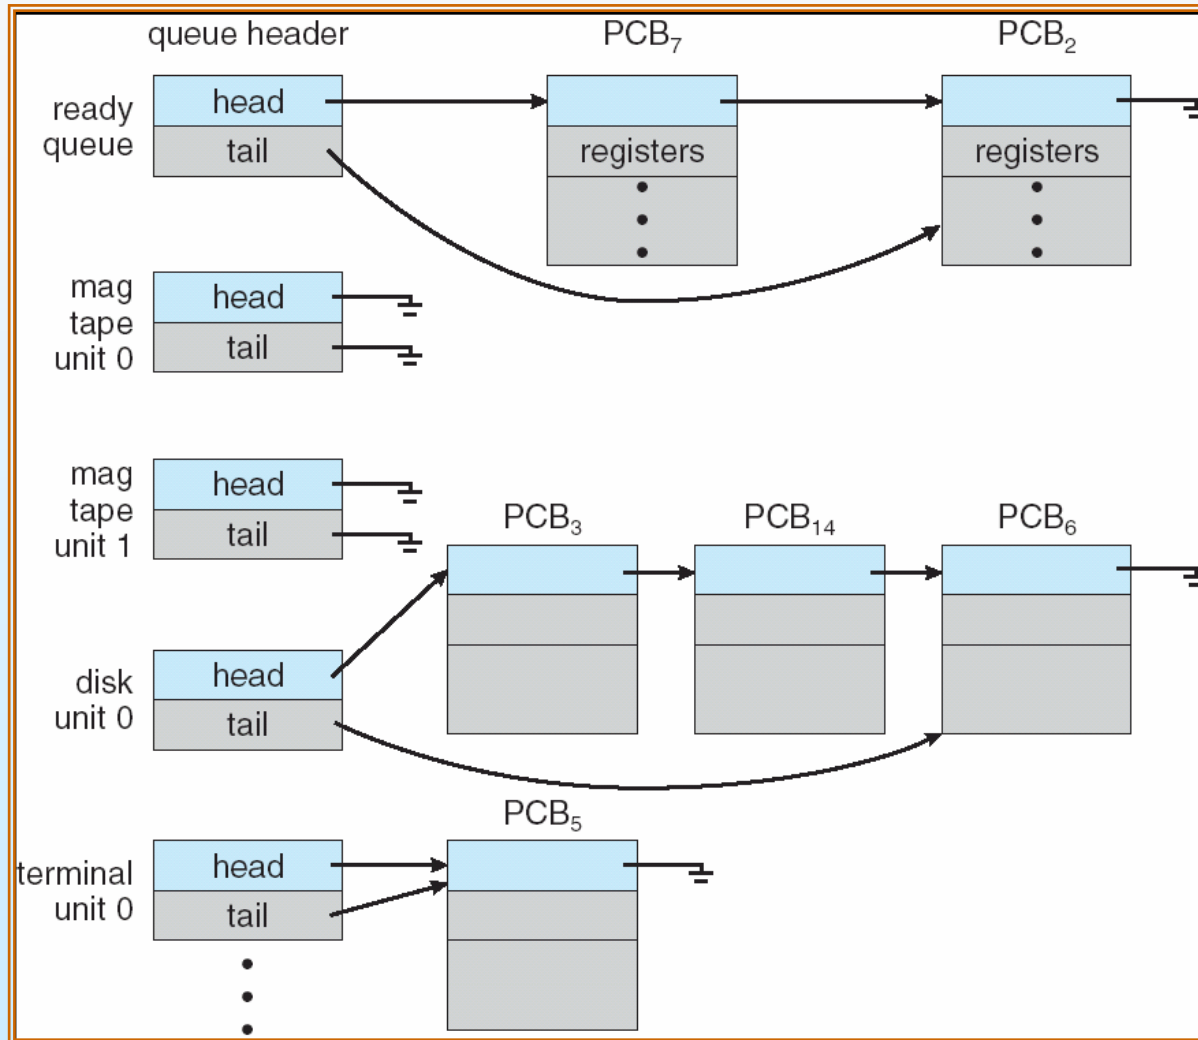 queue header
PCB₇
PCB₂
ready
queue
head
tail
registers
registers
mag
tape
unit 0
head
tail
mag
tape
unit 1
head
tail
PCB₃
PCB₁₄
PCB₆
disk
unit 0
head
tail
PCB₅
terminal
unit 0
head
tail